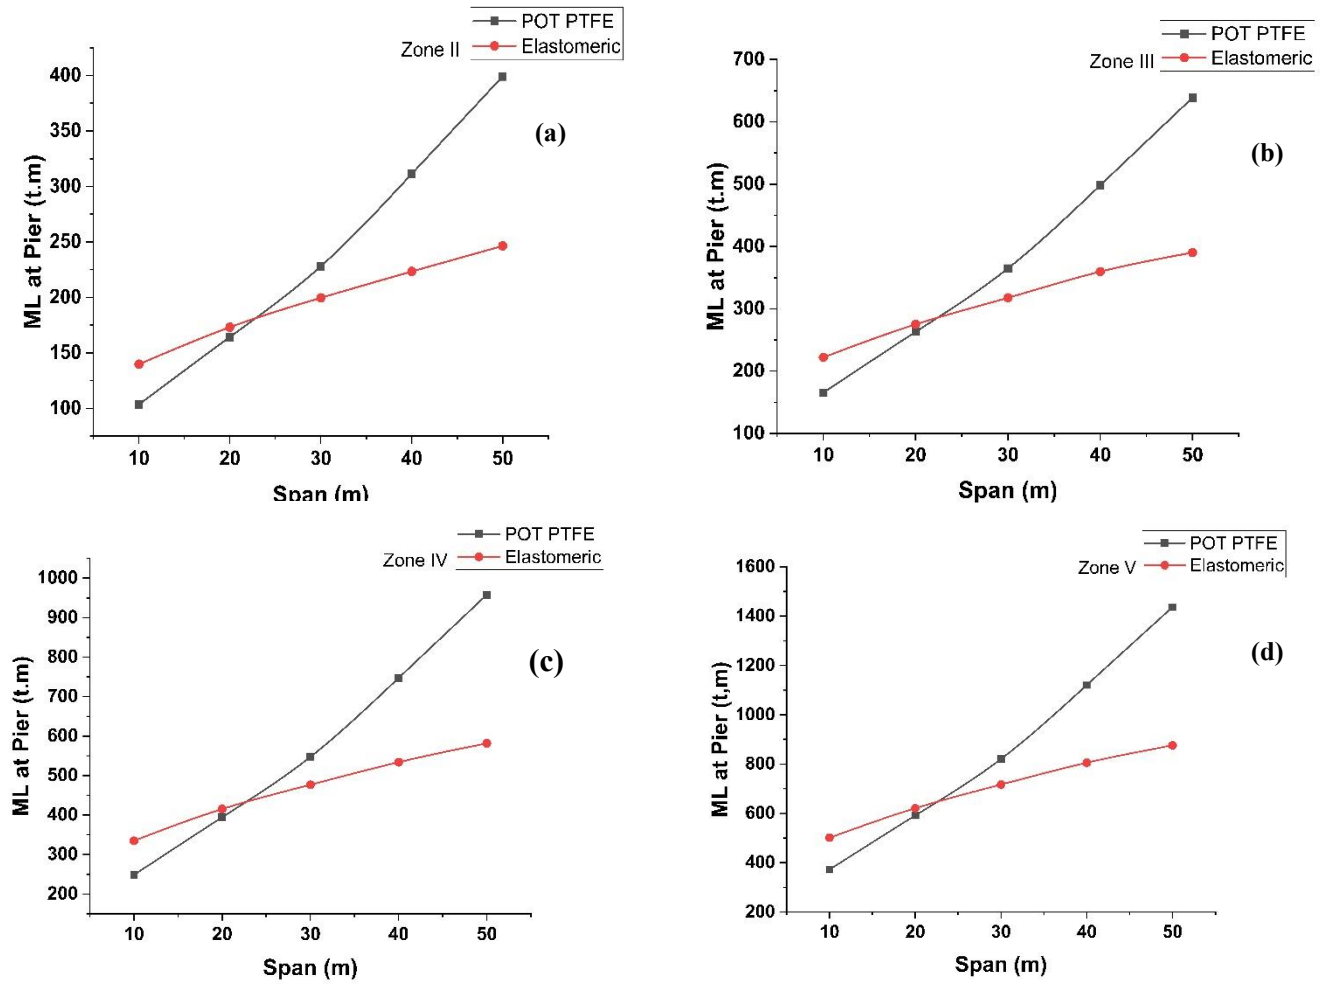 POT PTFE
Zone II
Elastomeric
400
350
300
250
200
150
100
ML at Pier (t.m)
10 20 30 40 50
Span (m)
(a)
POT PTFE
Zone III
Elastomeric
700
600
500
400
300
200
100
ML at Pier (t.m)
10 20 30 40 50
Span (m)
(b)
POT PTFE
Zone IV
Elastomeric
1000
900
800
700
600
500
400
300
200
ML at Pier (t.m)
10 20 30 40 50
Span (m)
(c)
POT PTFE
Zone V
Elastomeric
1600
1400
1200
1000
800
600
400
200
ML at Pier (t,m)
10 20 30 40 50
Span (m)
(d)